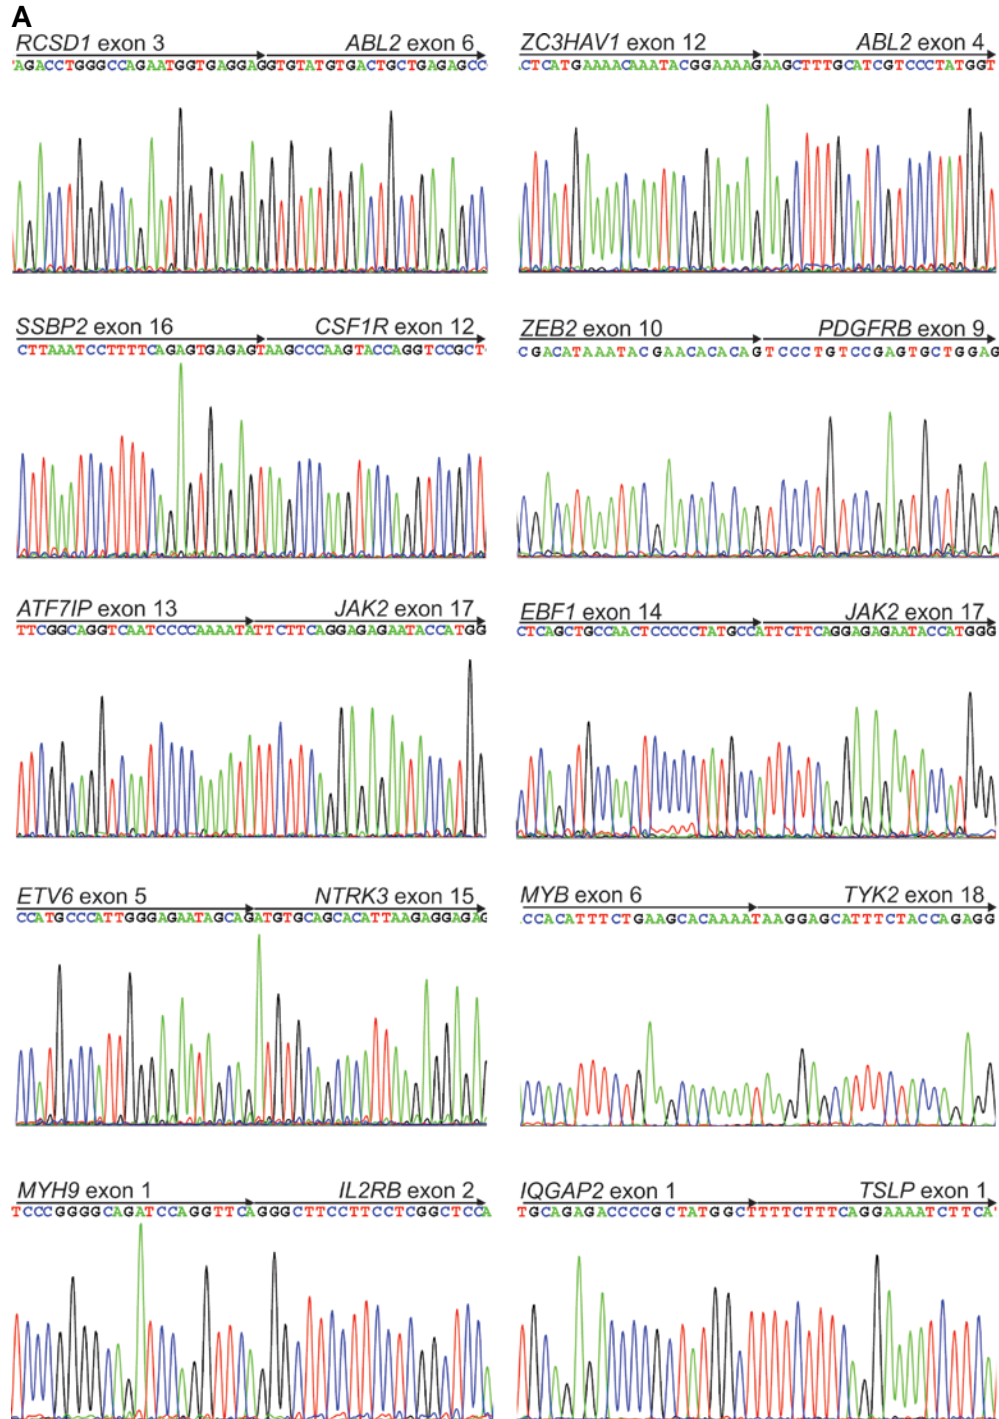 A
RCSD1 exon 3 ABL2 exon 6
AGACCTGGGCCAGAATGGTGAGGAGGTGTATGTGACTGCTGAGAGCC
ZC3HAV1 exon 12 ABL2 exon 4
CTCATGAAAACAAATACGGAAAAGAAGCTTTGCATCGTCCCTATGGT
SSBP2 exon 16 CSF1R exon 12
CTTAAATCCTTTTCAGAGTGAGAGTAAGCCCAAGTACCAGGTCCGCT
ZEB2 exon 10 PDGFRB exon 9
CGACATAAATACGAACACACAGTCCCTGTCCGAGTGCTGGAG
ATF7IP exon 13 JAK2 exon 17
TTCGGCAGGTCAATCCCCAAAATATTCTTCAGGAGAGAATACCATGG
EBF1 exon 14 JAK2 exon 17
CTCAGCTGCCAACTCCCCCTATGCCATTCTTCAGGAGAGAATACCATGGG
ETV6 exon 5 NTRK3 exon 15
CCATGCCCATTGGGAGAATAGCAGATGTGCAGCACATTAAGAGGAGAG
MYB exon 6 TYK2 exon 18
CCACATTTCTGAAGCACAAAATAAGGAGCATTTCTACCAGAGG
MYH9 exon 1 IL2RB exon 2
TCCCGGGGCAGATCCAGGTTCAGGGCTTCCTTCCTCGGCTCCA
IQGAP2 exon 1 TSLP exon 1
TGCAGAGACCCCGCTATGGCTTTTCTTTCAGGAAAATCTTCA